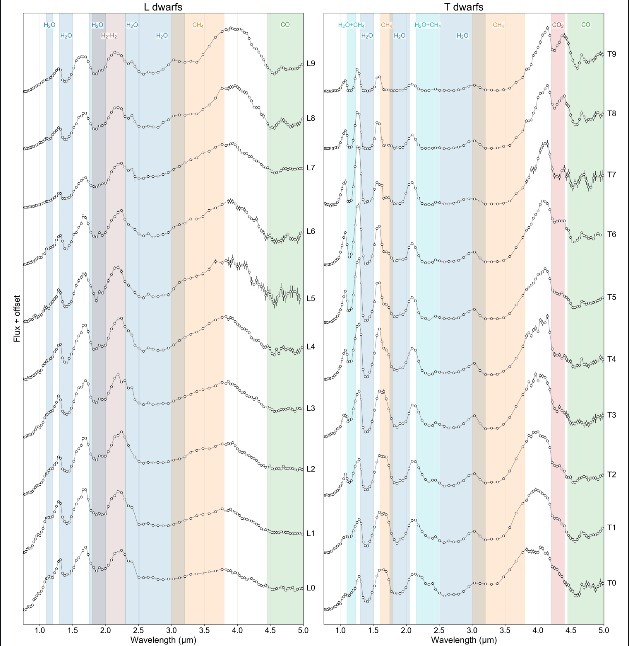 L dwarfs
T dwarfs
H₂O
H₂O
H₂O
H₂-H₂
H₂O
H₂O
CH₄
CO
H₂O+CH₄
H₂O
CH₄
H₂O
H₂O+CH₄
H₂O
CH₄
CO₂
CO
L9
L8
L7
L6
L5
L4
L3
L2
L1
L0
T9
T8
T7
T6
T5
T4
T3
T2
T1
T0
Flux + offset
1.0 1.5 2.0 2.5 3.0 3.5 4.0 4.5 5.0
Wavelength (μm)
1.0 1.5 2.0 2.5 3.0 3.5 4.0 4.5 5.0
Wavelength (μm)